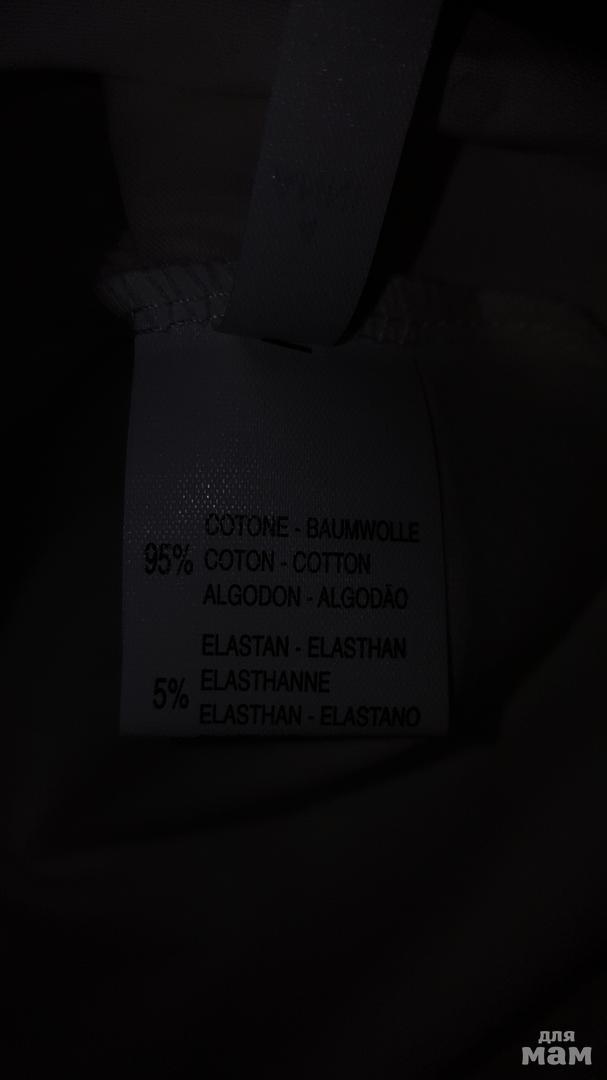 COTONE - BAUMWOLLE
95% COTON - COTTON
ALGODON - ALGODÃO
ELASTAN - ELASTHAN
5% ELASTHANNE
ELASTHAN - ELASTANO
для
мам